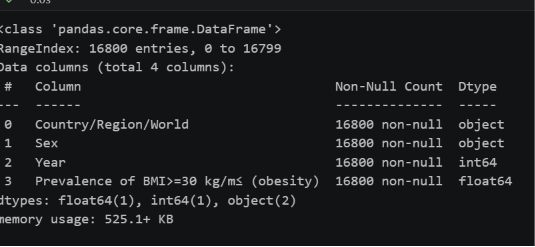 0.0s
<class 'pandas.core.frame.DataFrame'>
RangeIndex: 16800 entries, 0 to 16799
Data columns (total 4 columns):
 #   Column                               Non-Null Count  Dtype
---  ------                               --------------  -----
 0   Country/Region/World                 16800 non-null  object
 1   Sex                                  16800 non-null  object
 2   Year                                 16800 non-null  int64
 3   Prevalence of BMI>=30 kg/m≤ (obesity)  16800 non-null  float64
dtypes: float64(1), int64(1), object(2)
memory usage: 525.1+ KB